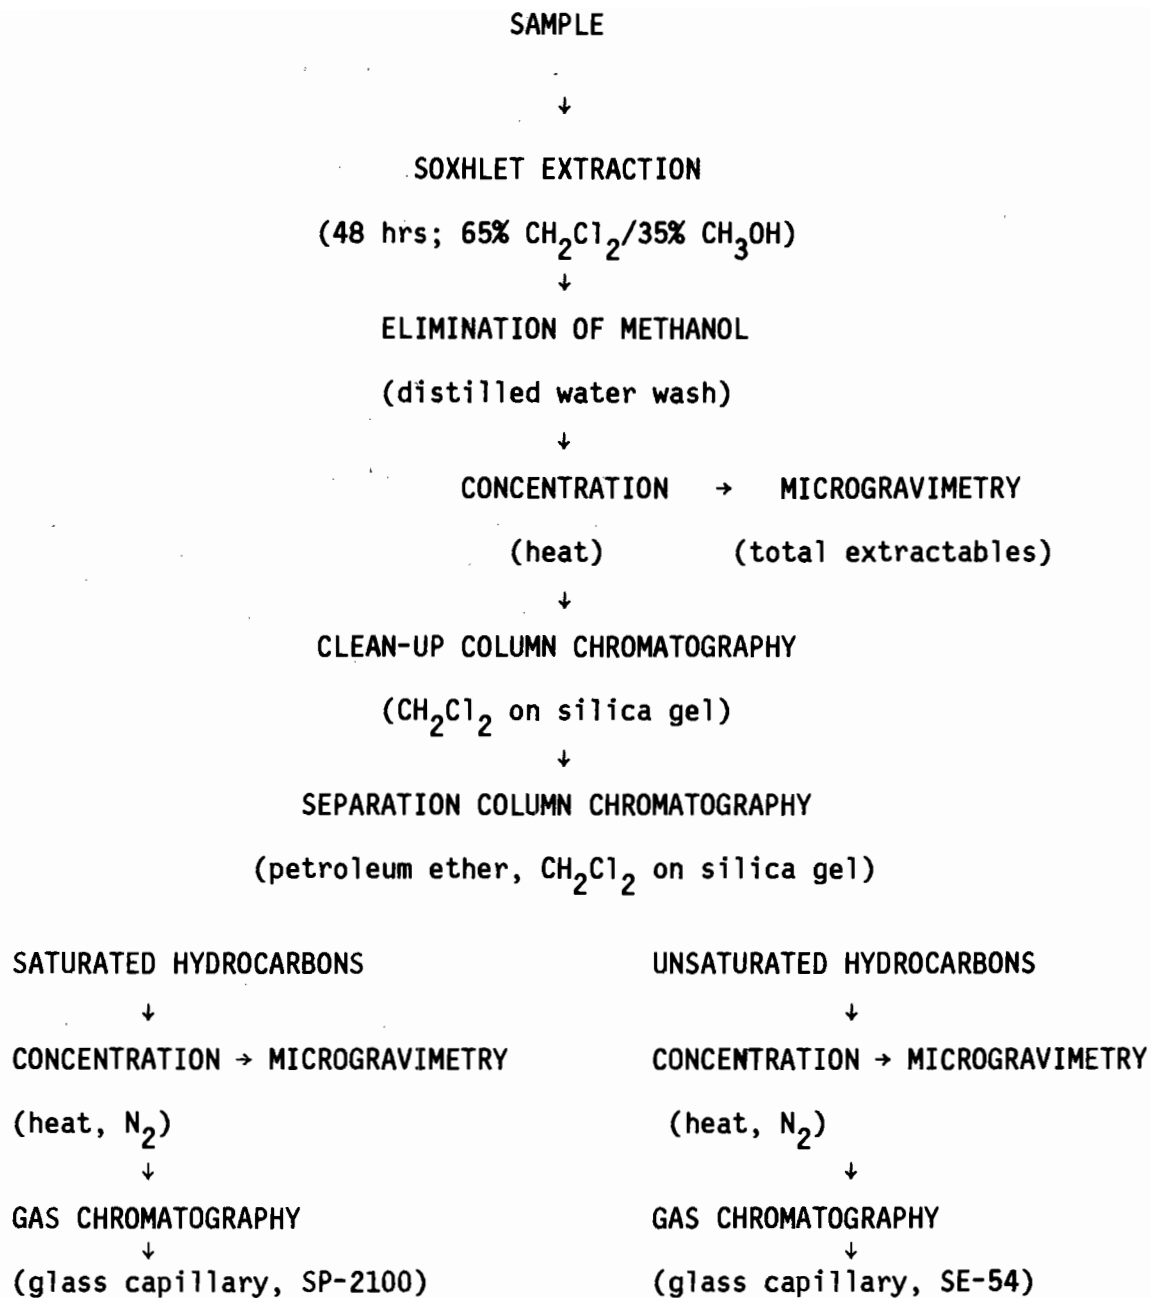 SAMPLE
↓
SOXHLET EXTRACTION
(48 hrs; 65% CH₂Cl₂/35% CH₃OH)
↓
ELIMINATION OF METHANOL
(distilled water wash)
↓
CONCENTRATION → MICROGRAVIMETRY
(heat) (total extractables)
↓
CLEAN-UP COLUMN CHROMATOGRAPHY
(CH₂Cl₂ on silica gel)
↓
SEPARATION COLUMN CHROMATOGRAPHY
(petroleum ether, CH₂Cl₂ on silica gel)
SATURATED HYDROCARBONS UNSATURATED HYDROCARBONS
↓ ↓
CONCENTRATION → MICROGRAVIMETRY CONCENTRATION → MICROGRAVIMETRY
(heat, N₂) (heat, N₂)
↓ ↓
GAS CHROMATOGRAPHY GAS CHROMATOGRAPHY
↓ ↓
(glass capillary, SP-2100) (glass capillary, SE-54)